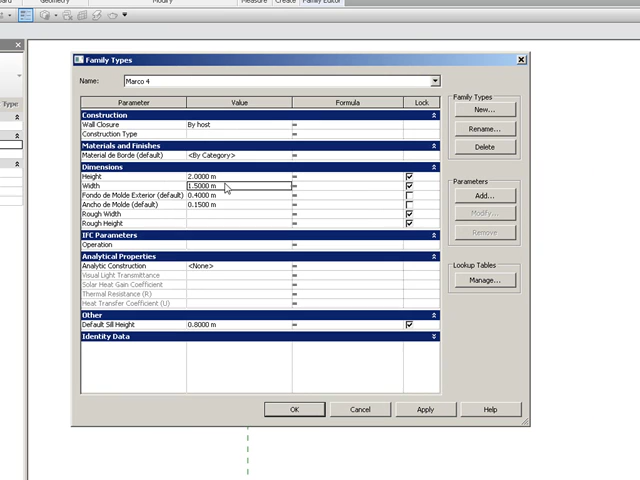 Geometry
Modify
Measure
Create
Family Editor
Type
Family Types
Name: Marco 4
Parameter Value Formula Lock
Construction
Wall Closure By host =
Construction Type =
Materials and Finishes
Material de Borde (default) <By Category> =
Dimensions
Height 2.0000 m =
Width 1.5000 m =
Fondo de Molde Exterior (default) 0.4000 m =
Ancho de Molde (default) 0.1500 m =
Rough Width =
Rough Height =
IFC Parameters
Operation =
Analytical Properties
Analytic Construction <None> =
Visual Light Transmittance =
Solar Heat Gain Coefficient =
Thermal Resistance (R) =
Heat Transfer Coefficient (U) =
Other
Default Sill Height 0.8000 m =
Identity Data
Family Types
New...
Rename...
Delete
Parameters
Add...
Modify...
Remove
Lookup Tables
Manage...
OK Cancel Apply Help